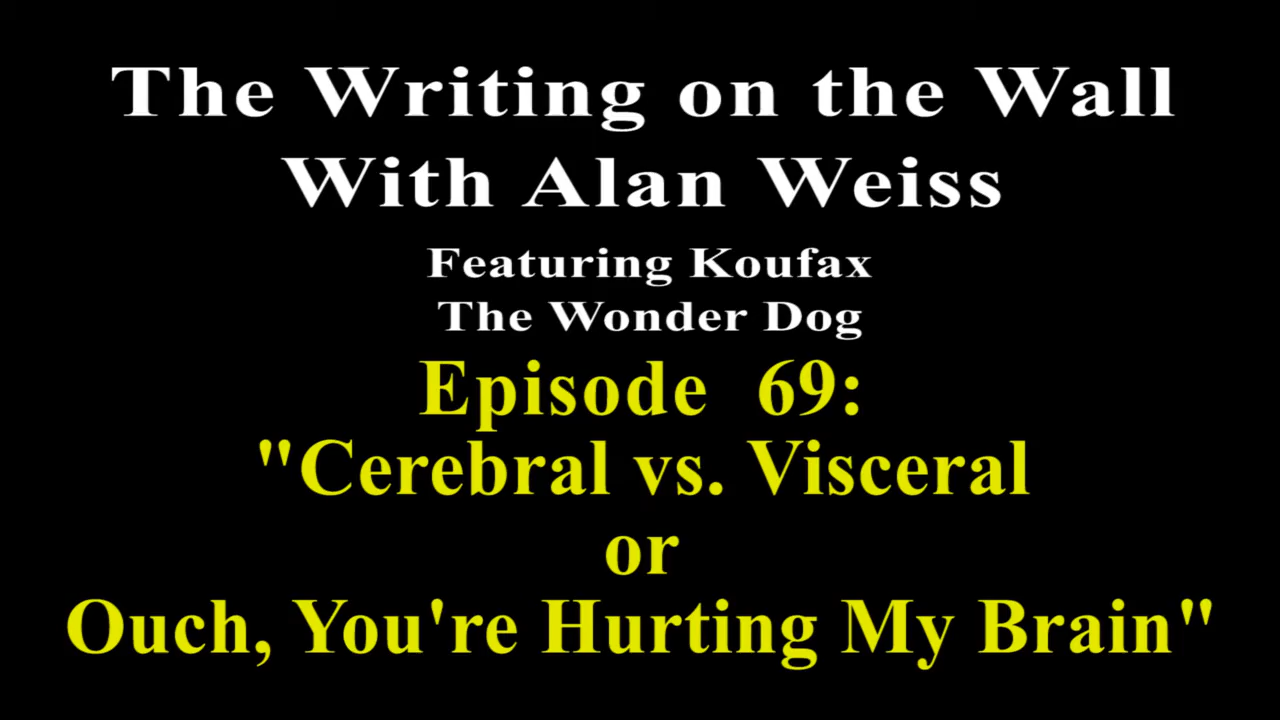 The Writing on the Wall
With Alan Weiss
Featuring Koufax
The Wonder Dog
Episode 69:
"Cerebral vs. Visceral
or
Ouch, You're Hurting My Brain"